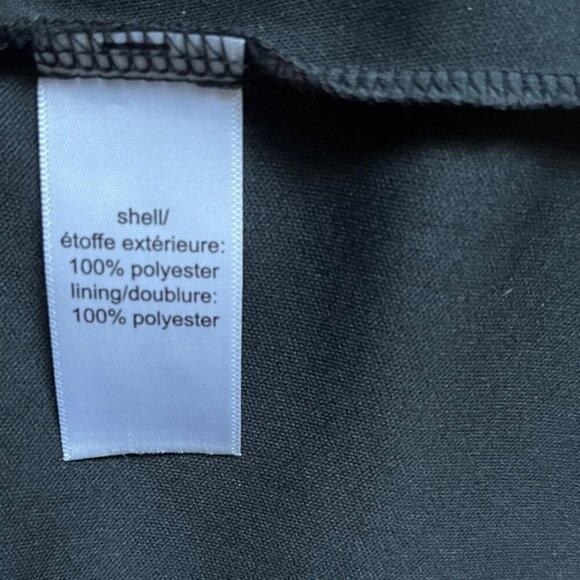 shell/
étoffe extérieure:
100% polyester
lining/doublure:
100% polyester